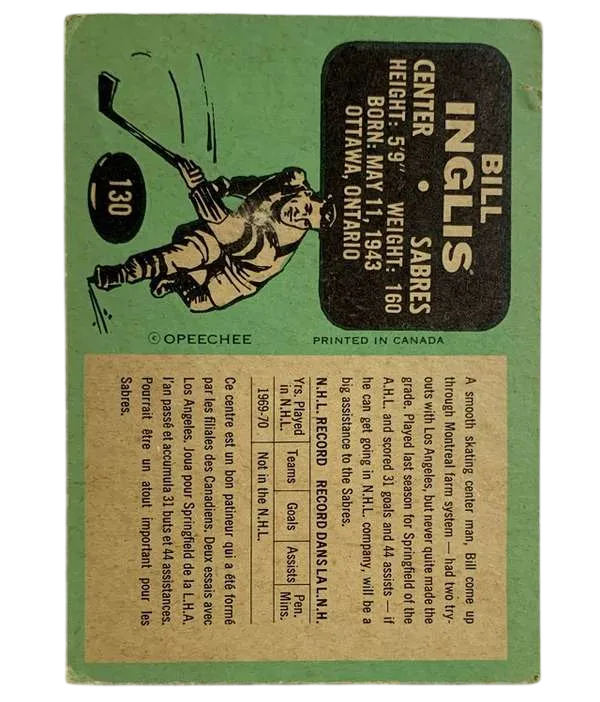 BILL
INGLIS
CENTER • SABRES
HEIGHT: 5'9" WEIGHT: 160
BORN: MAY 11, 1943
OTTAWA, ONTARIO
130
© OPEECHEE
PRINTED IN CANADA
A smooth skating center man, Bill come up
through Montreal farm system — had two try-
outs with Los Angeles, but never quite made the
grade. Played last season for Springfield of the
A.H.L. and scored 31 goals and 44 assists — if
he can get going in N.H.L. company, will be a
big assistance to the Sabres.
N.H.L. RECORD RECORD DANS LA L.N.H.
Yrs. Played in N.H.L. Teams Goals Assists Pen. Mins.
1969-70 Not in the N.H.L.
Ce centre est un bon patineur qui a été formé
par les filiales des Canadiens. Deux essais avec
Los Angeles. Joua pour Springfield de la L.H.A.
l'an passé et accumula 31 buts et 44 assistances.
Pourrait être un atout important pour les
Sabres.